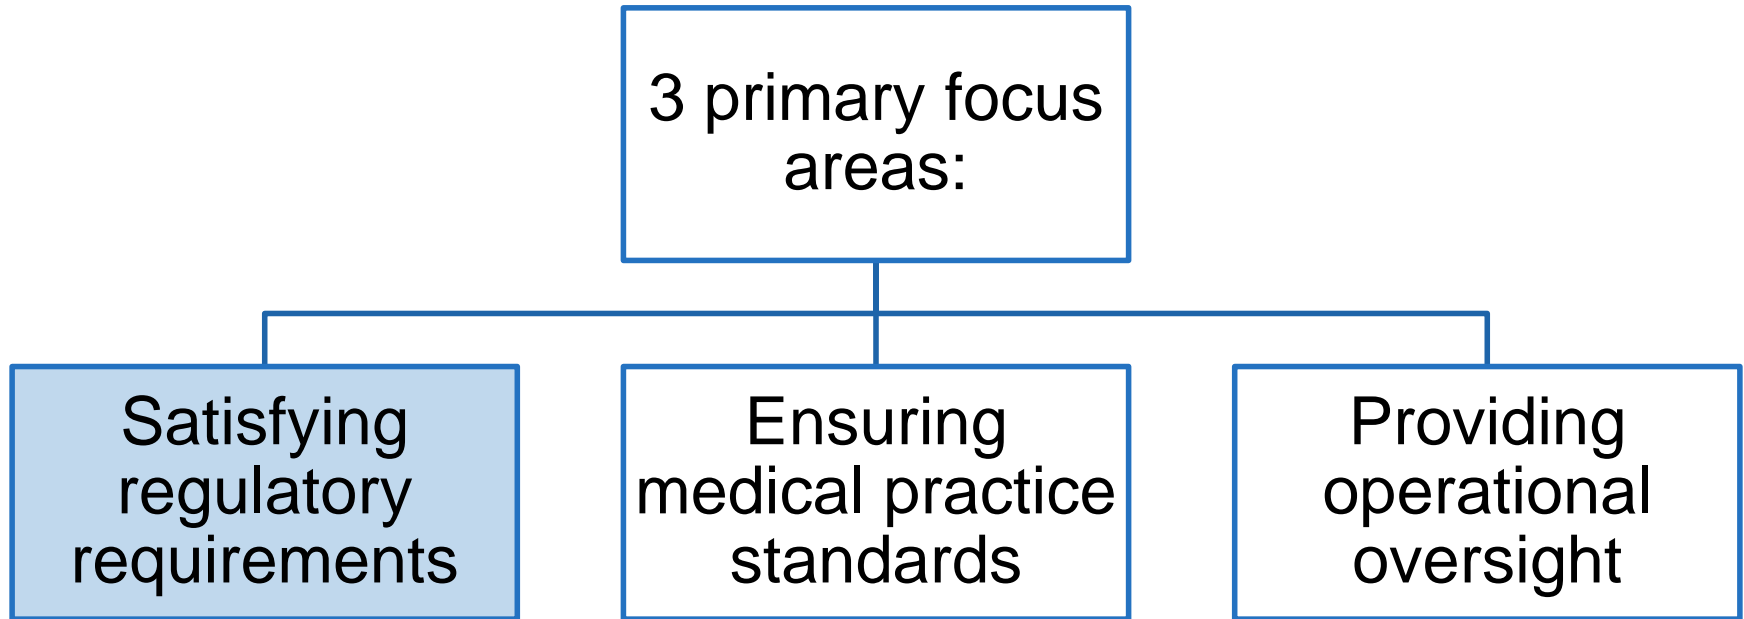 3 primary focus
areas:
Satisfying
regulatory
requirements
Ensuring
medical practice
standards
Providing
operational
oversight